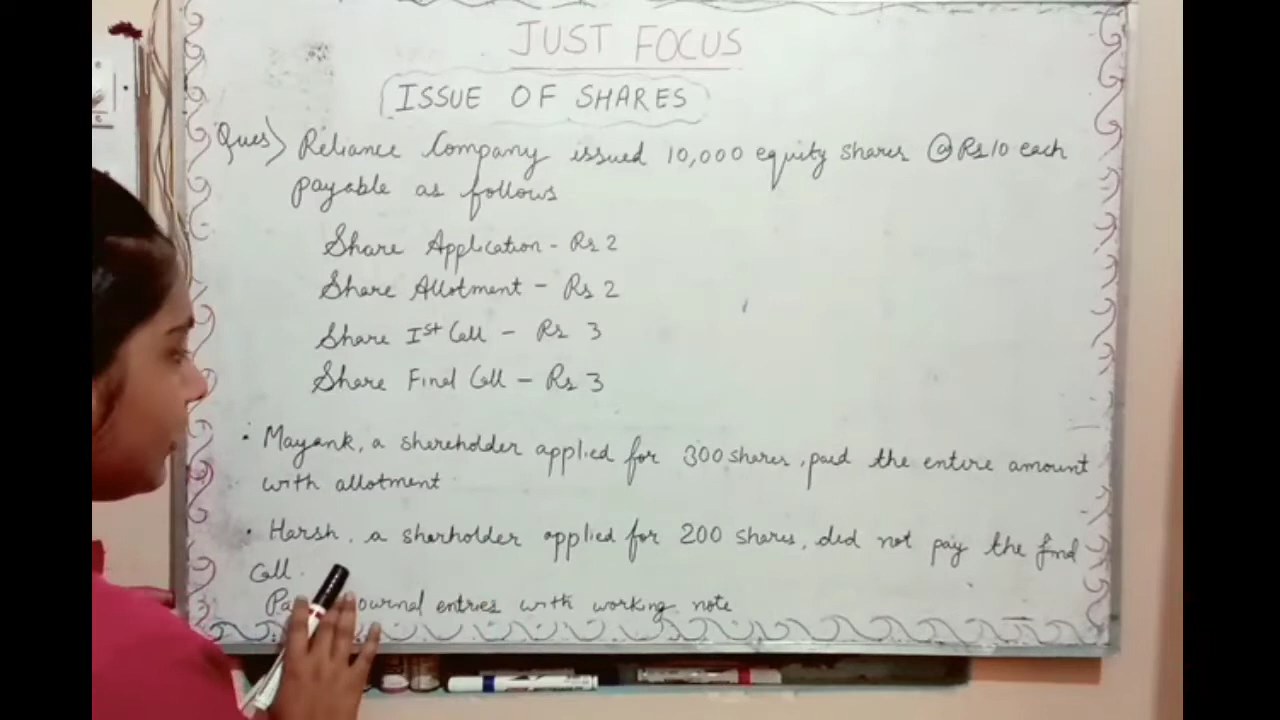 JUST FOCUS
ISSUE OF SHARES
Ques> Reliance Company issued 10,000 equity shares @ Rs 10 each
payable as follows
Share Application - Rs 2
Share Allotment - Rs 2
Share Ist Call - Rs 3
Share Final Call - Rs 3
• Mayank, a shareholder applied for 300 shares, paid the entire amount
with allotment
• Harsh, a sharholder applied for 200 shares, did not pay the final
Call.
Journal entries with working note